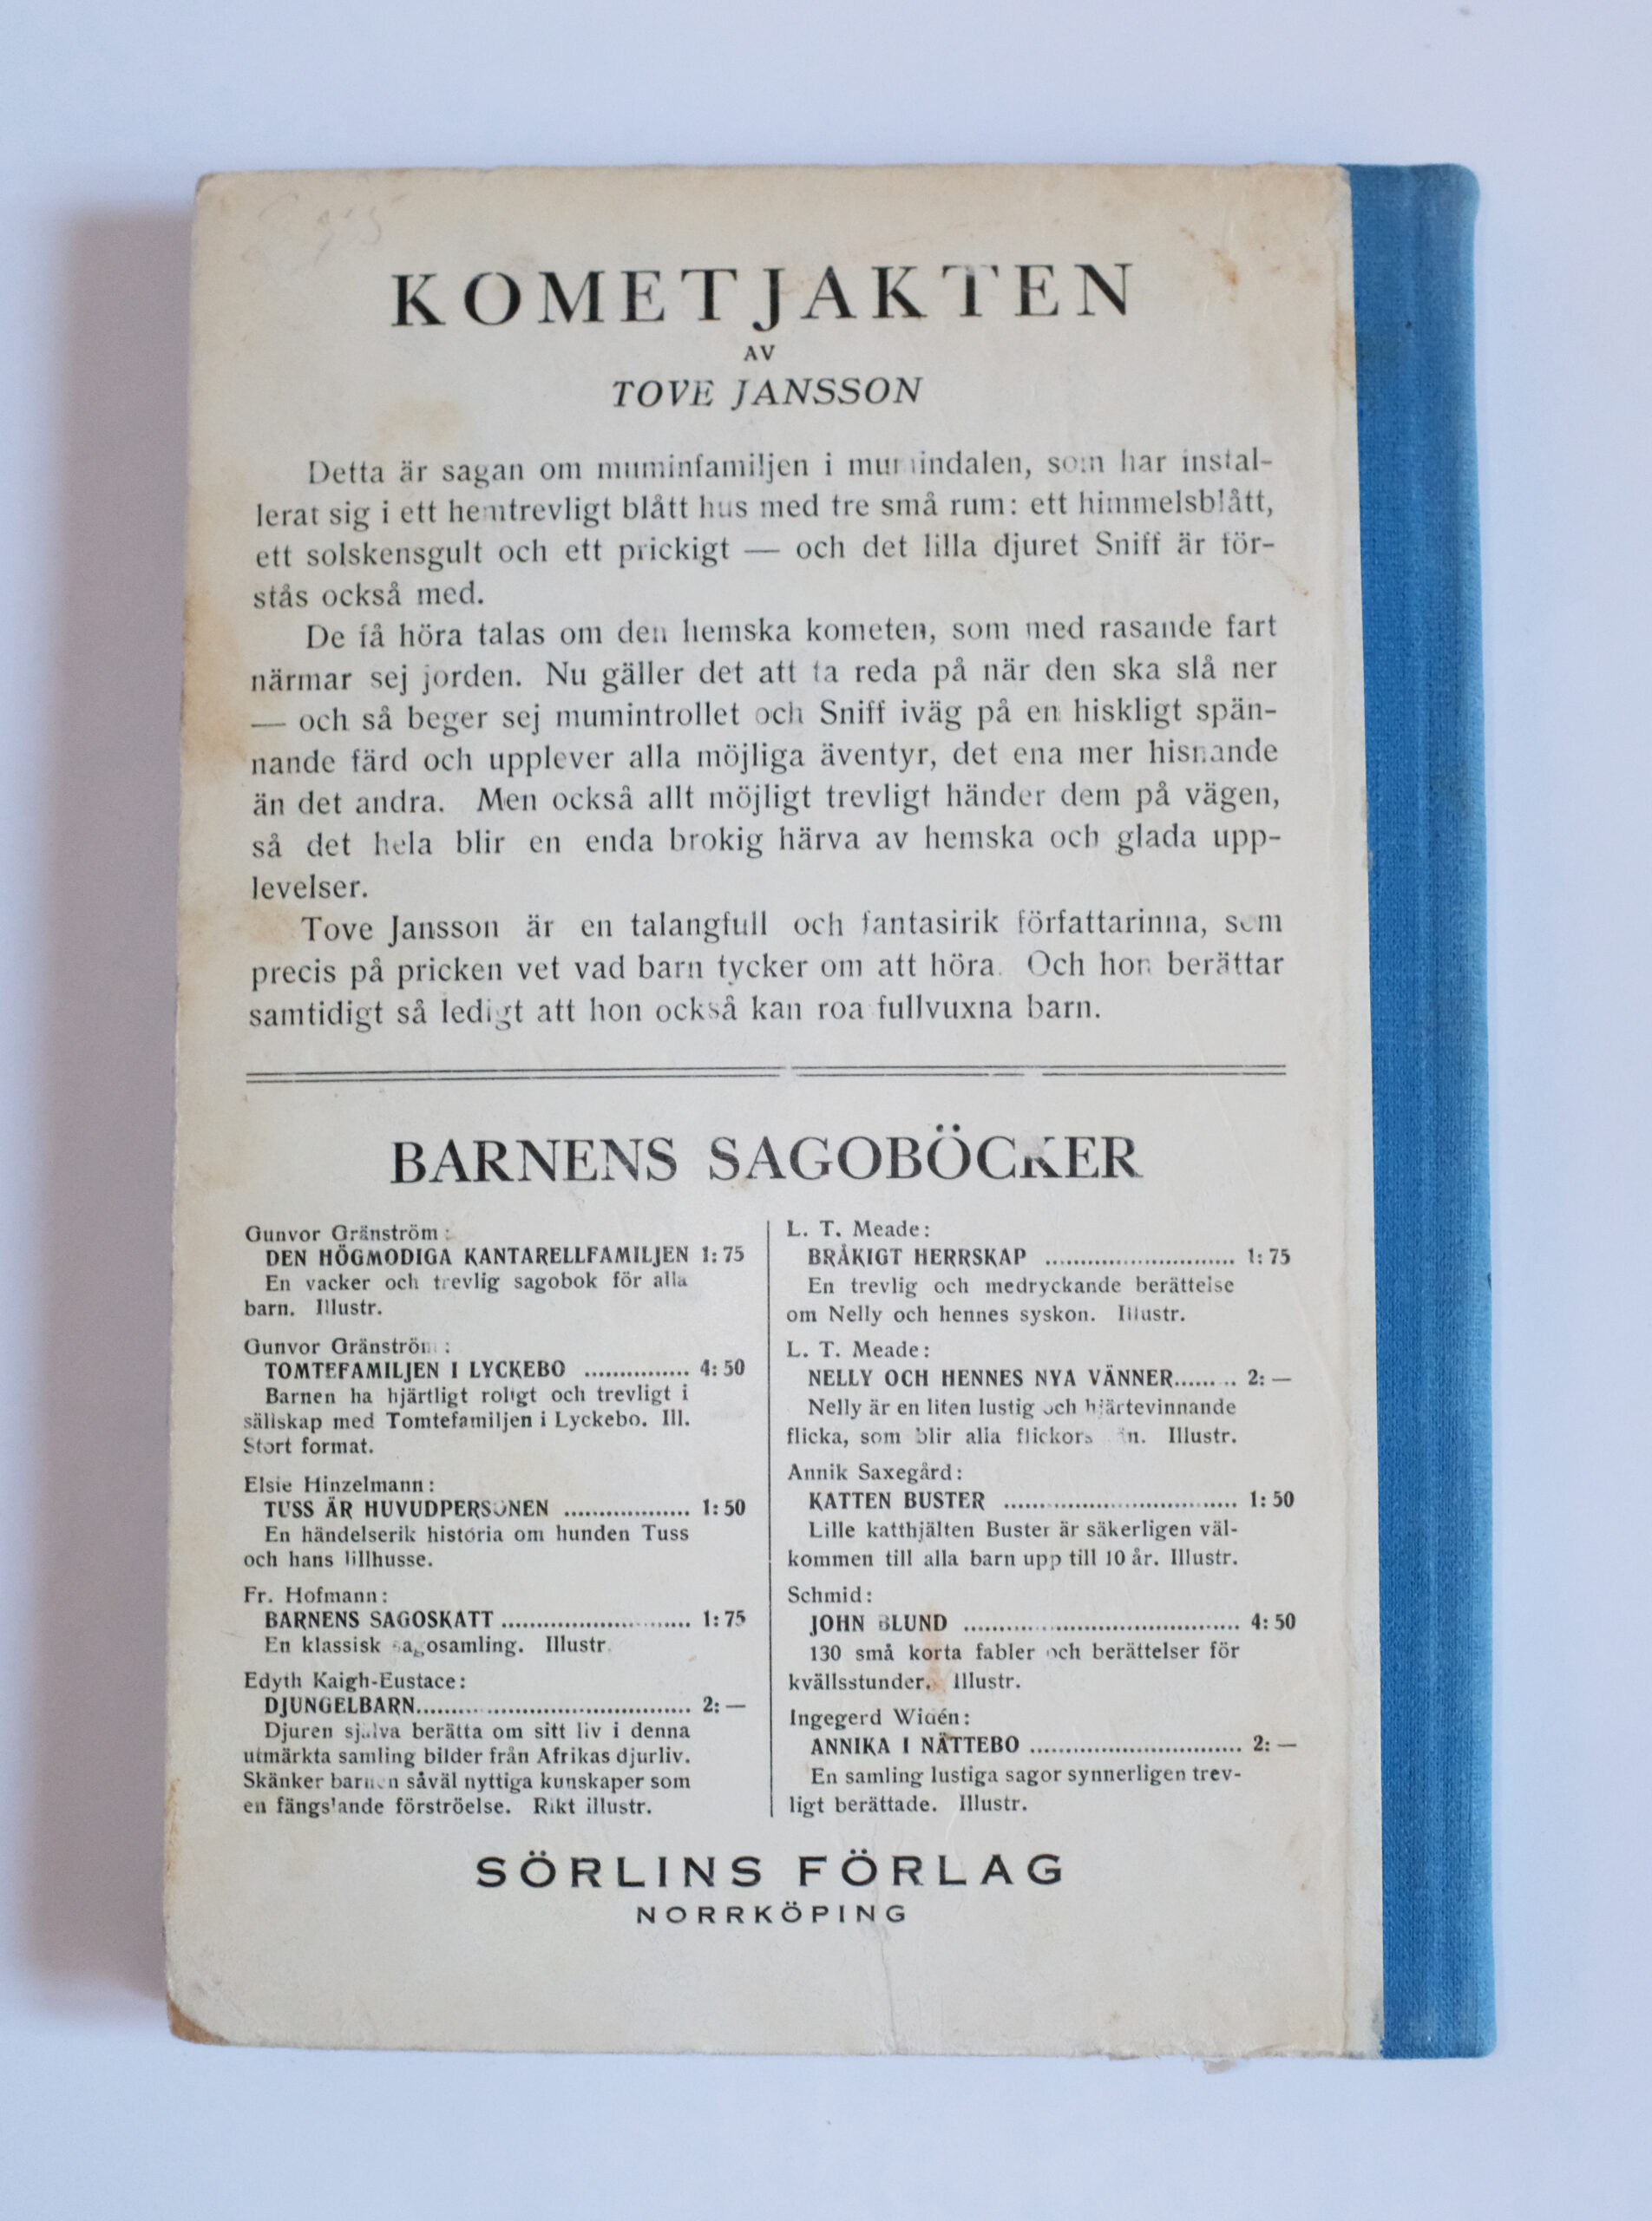 KOMETJAKTEN
AV
TOVE JANSSON
Detta är sagan om muminfamiljen i mumindalen, som har instal-
lerat sig i ett hemtrevligt blått hus med tre små rum: ett himmelsblått,
ett solskensgult och ett prickigt — och det lilla djuret Sniff är för-
stås också med.
De få höra talas om den hemska kometen, som med rasande fart
närmar sej jorden. Nu gäller det att ta reda på när den ska slå ner
— och så beger sej mumintrollet och Sniff iväg på en hiskligt spän-
nande färd och upplever alla möjliga äventyr, det ena mer hisnande
än det andra. Men också allt möjligt trevligt händer dem på vägen,
så det hela blir en enda brokig härva av hemska och glada upp-
levelser.
Tove Jansson är en talangfull och fantasirik författarinna, som
precis på pricken vet vad barn tycker om att höra. Och hon berättar
samtidigt så ledigt att hon också kan roa fullvuxna barn.
BARNENS SAGOBÖCKER
Gunvor Gränström:
DEN HÖGMODIGA KANTARELLFAMILJEN 1:75
En vacker och trevlig sagobok för alla
barn. Illustr.
Gunvor Gränström:
TOMTEFAMILJEN I LYCKEBO ............... 4:50
Barnen ha hjärtligt roligt och trevligt i
sällskap med Tomtefamiljen i Lyckebo. Ill.
Stort format.
Elsie Hinzelmann:
TUSS ÄR HUVUDPERSONEN .................. 1:50
En händelserik historia om hunden Tuss
och hans lillhusse.
Fr. Hofmann:
BARNENS SAGOSKATT ........................... 1:75
En klassisk sagosamling. Illustr.
Edyth Kaigh-Eustace:
DJUNGELBARN....................................... 2: —
Djuren själva berätta om sitt liv i denna
utmärkta samling bilder från Afrikas djurliv.
Skänker barnen såväl nyttiga kunskaper som
en fängslande förströelse. Rikt illustr.
L. T. Meade:
BRÅKIGT HERRSKAP ........................... 1:75
En trevlig och medryckande berättelse
om Nelly och hennes syskon. Illustr.
L. T. Meade:
NELLY OCH HENNES NYA VÄNNER......... 2: —
Nelly är en liten lustig och hjärtevinnande
flicka, som blir alla flickors vän. Illustr.
Annik Saxegård:
KATTEN BUSTER ................................. 1:50
Lille katthjälten Buster är säkerligen väl-
kommen till alla barn upp till 10 år. Illustr.
Schmid:
JOHN BLUND ....................................... 4:50
130 små korta fabler och berättelser för
kvällsstunder. Illustr.
Ingegerd Widén:
ANNIKA I NÄTTEBO .............................. 2: —
En samling lustiga sagor synnerligen trev-
ligt berättade. Illustr.
SÖRLINS FÖRLAG
NORRKÖPING